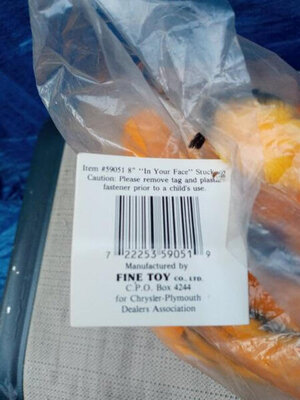 Item #59051 8" "In Your Face"
Caution: Please remove tag and plastic
fastener prior to a child's use.
7 22253 59051 9
Manufactured by
FINE TOY CO., LTD.
C.P.O. Box 4244
for Chrysler-Plymouth
Dealers Association